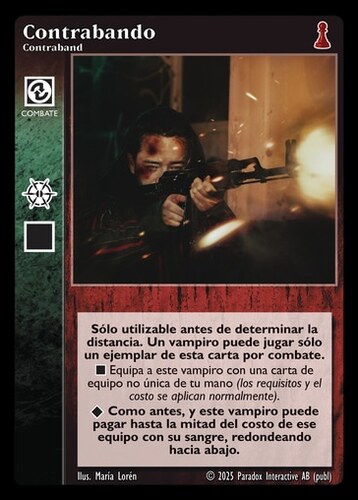 Contrabando
Contraband
COMBATE
Sólo utilizable antes de determinar la
distancia. Un vampiro puede jugar sólo
un ejemplar de esta carta por combate.
■ Equipa a este vampiro con una carta de
equipo no única de tu mano (los requisitos y el
costo se aplican normalmente).
◆ Como antes, y este vampiro puede
pagar hasta la mitad del costo de ese
equipo con su sangre, redondeando
hacia abajo.
Ilus. María Lorén
© 2025 Paradox Interactive AB (publ)